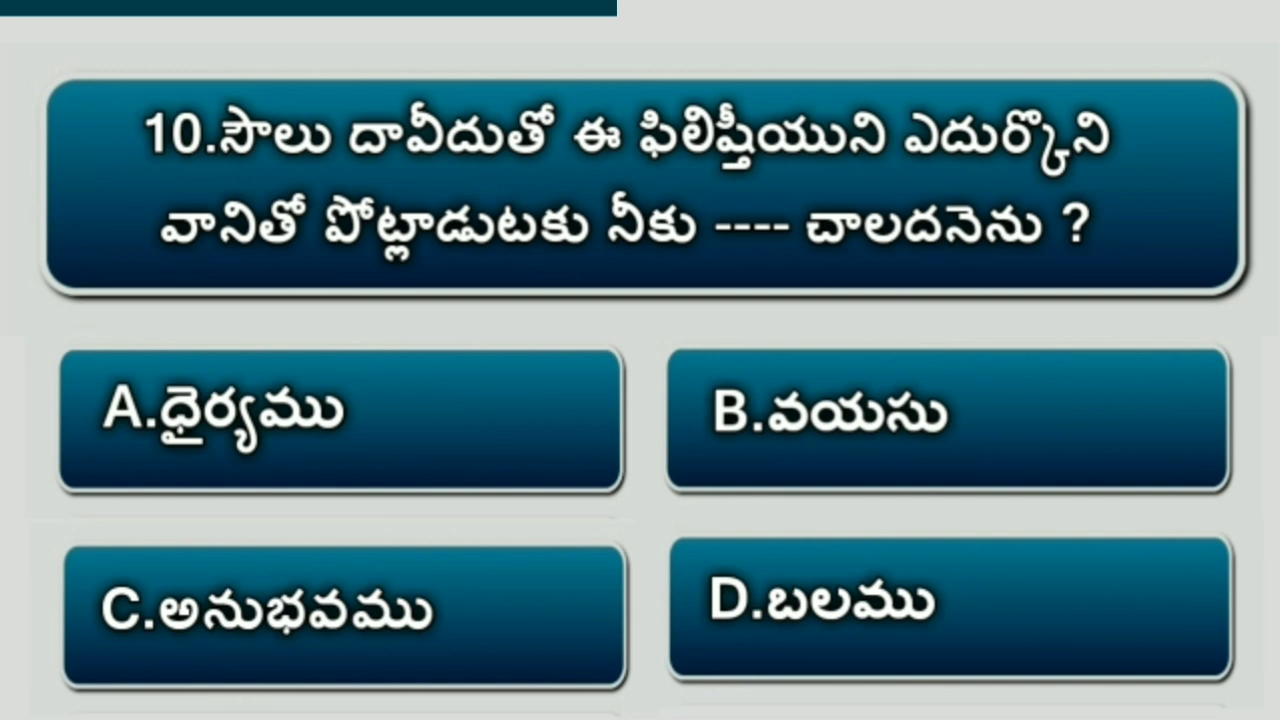 10.సౌలు దావీదుతో ఈ ఫిలిష్తీయుని ఎదుర్కొని
వానితో పోట్లాడుటకు నీకు ---- చాలదనెను ?
A.ధైర్యము
B.వయసు
C.అనుభవము
D.బలము